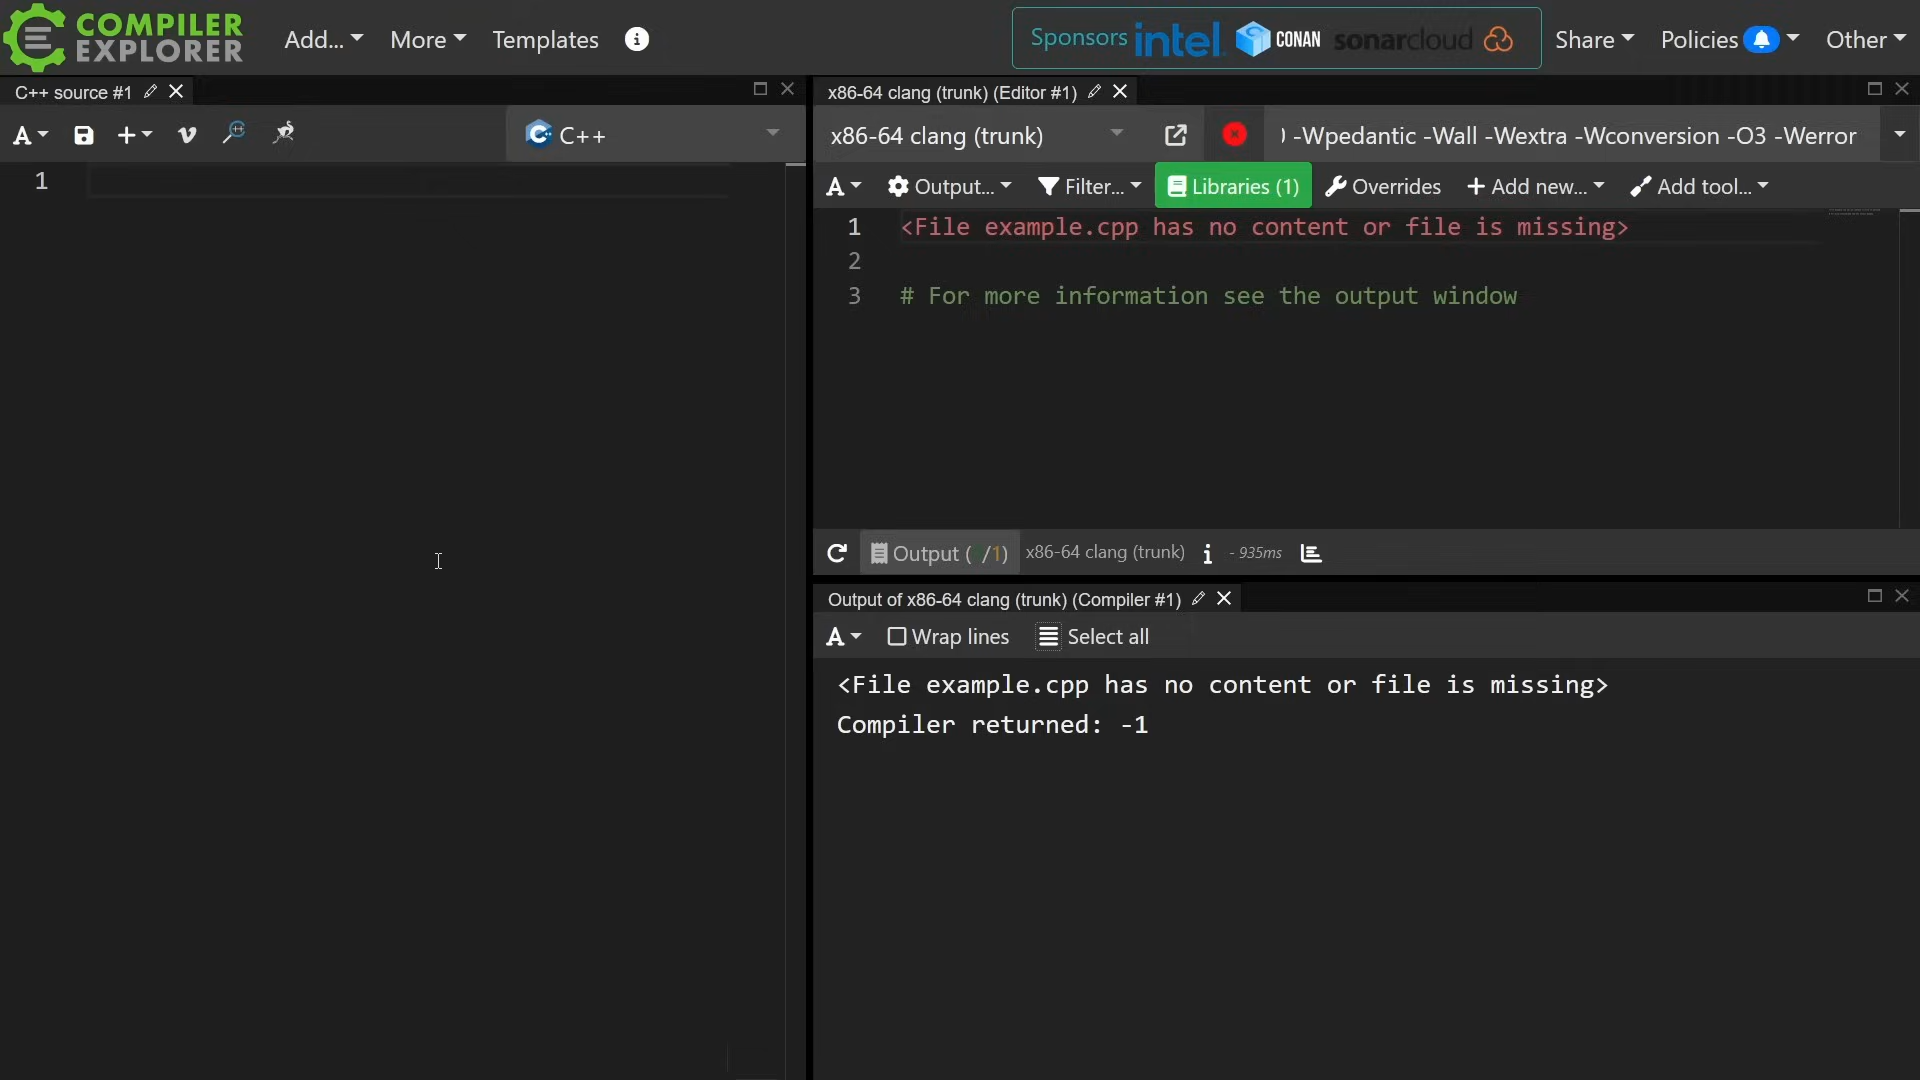 COMPILER
EXPLORER
Add...
More
Templates
Sponsors intel. CONAN sonarcloud
Share
Policies
Other
C++ source #1
A
C++
1
x86-64 clang (trunk) (Editor #1)
x86-64 clang (trunk)
-Wpedantic -Wall -Wextra -Wconversion -O3 -Werror
A
Output...
Filter...
Libraries (1)
Overrides
+ Add new...
Add tool...
1 <File example.cpp has no content or file is missing>
2
3 # For more information see the output window
Output ( /1) x86-64 clang (trunk) i - 935ms
Output of x86-64 clang (trunk) (Compiler #1)
A
Wrap lines
Select all
<File example.cpp has no content or file is missing>
Compiler returned: -1